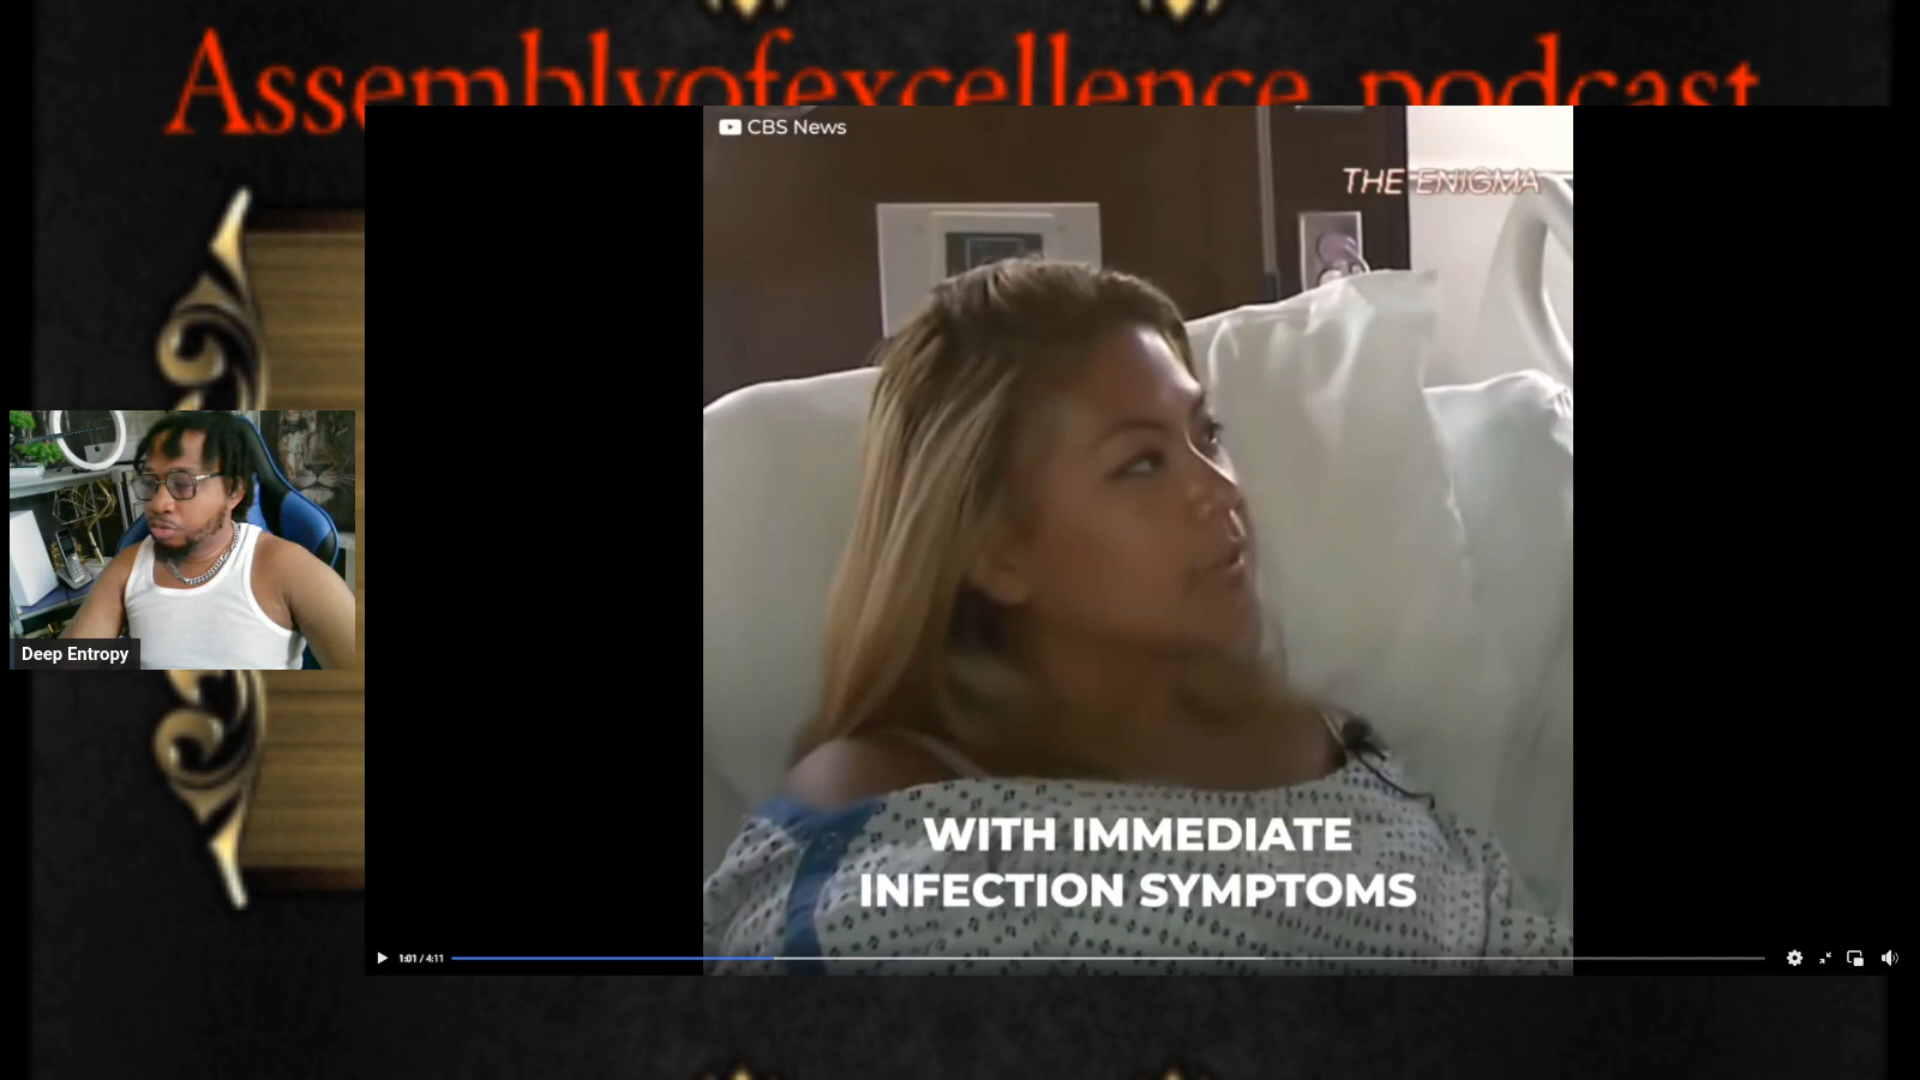 Assemblyofexcellence podcast
CBS News
THE ENIGMA
WITH IMMEDIATE
INFECTION SYMPTOMS
Deep Entropy
1:01 / 4:11